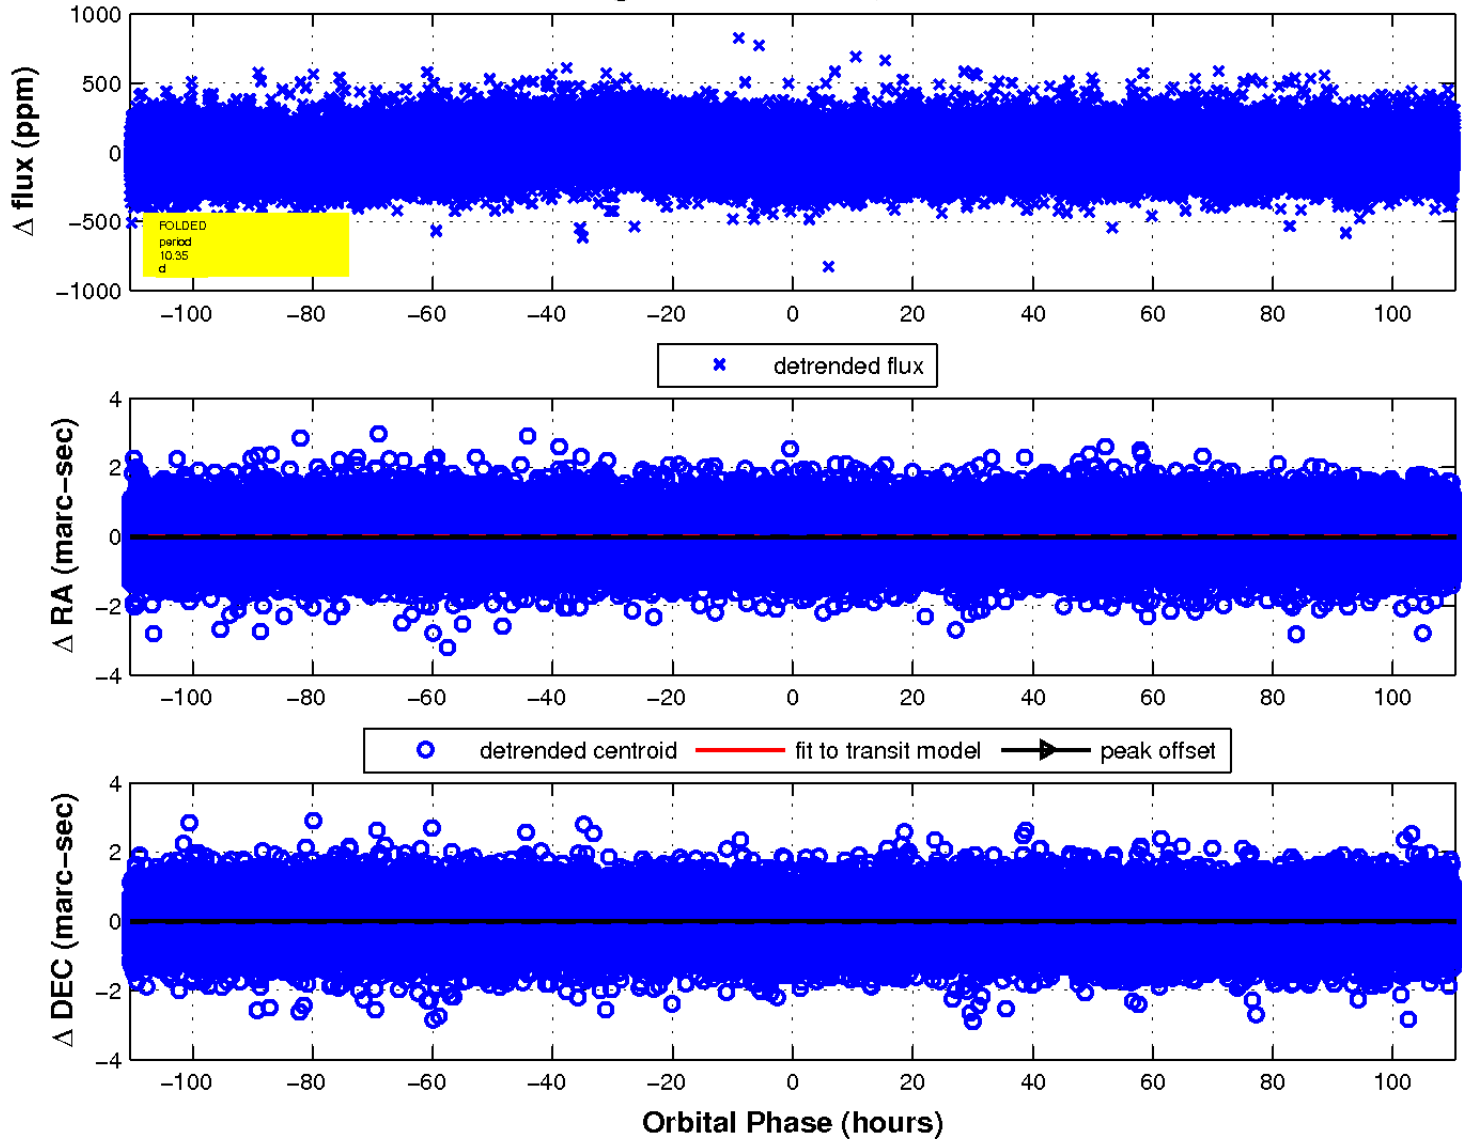 1000
500
0
−500
−1000
Δ flux (ppm)
FOLDED
period
10.35
d
−100 −80 −60 −40 −20 0 20 40 60 80 100
detrended flux
4
2
0
−2
−4
Δ RA (marc−sec)
−100 −80 −60 −40 −20 0 20 40 60 80 100
detrended centroid fit to transit model peak offset
4
2
0
−2
−4
Δ DEC (marc−sec)
−100 −80 −60 −40 −20 0 20 40 60 80 100
Orbital Phase (hours)